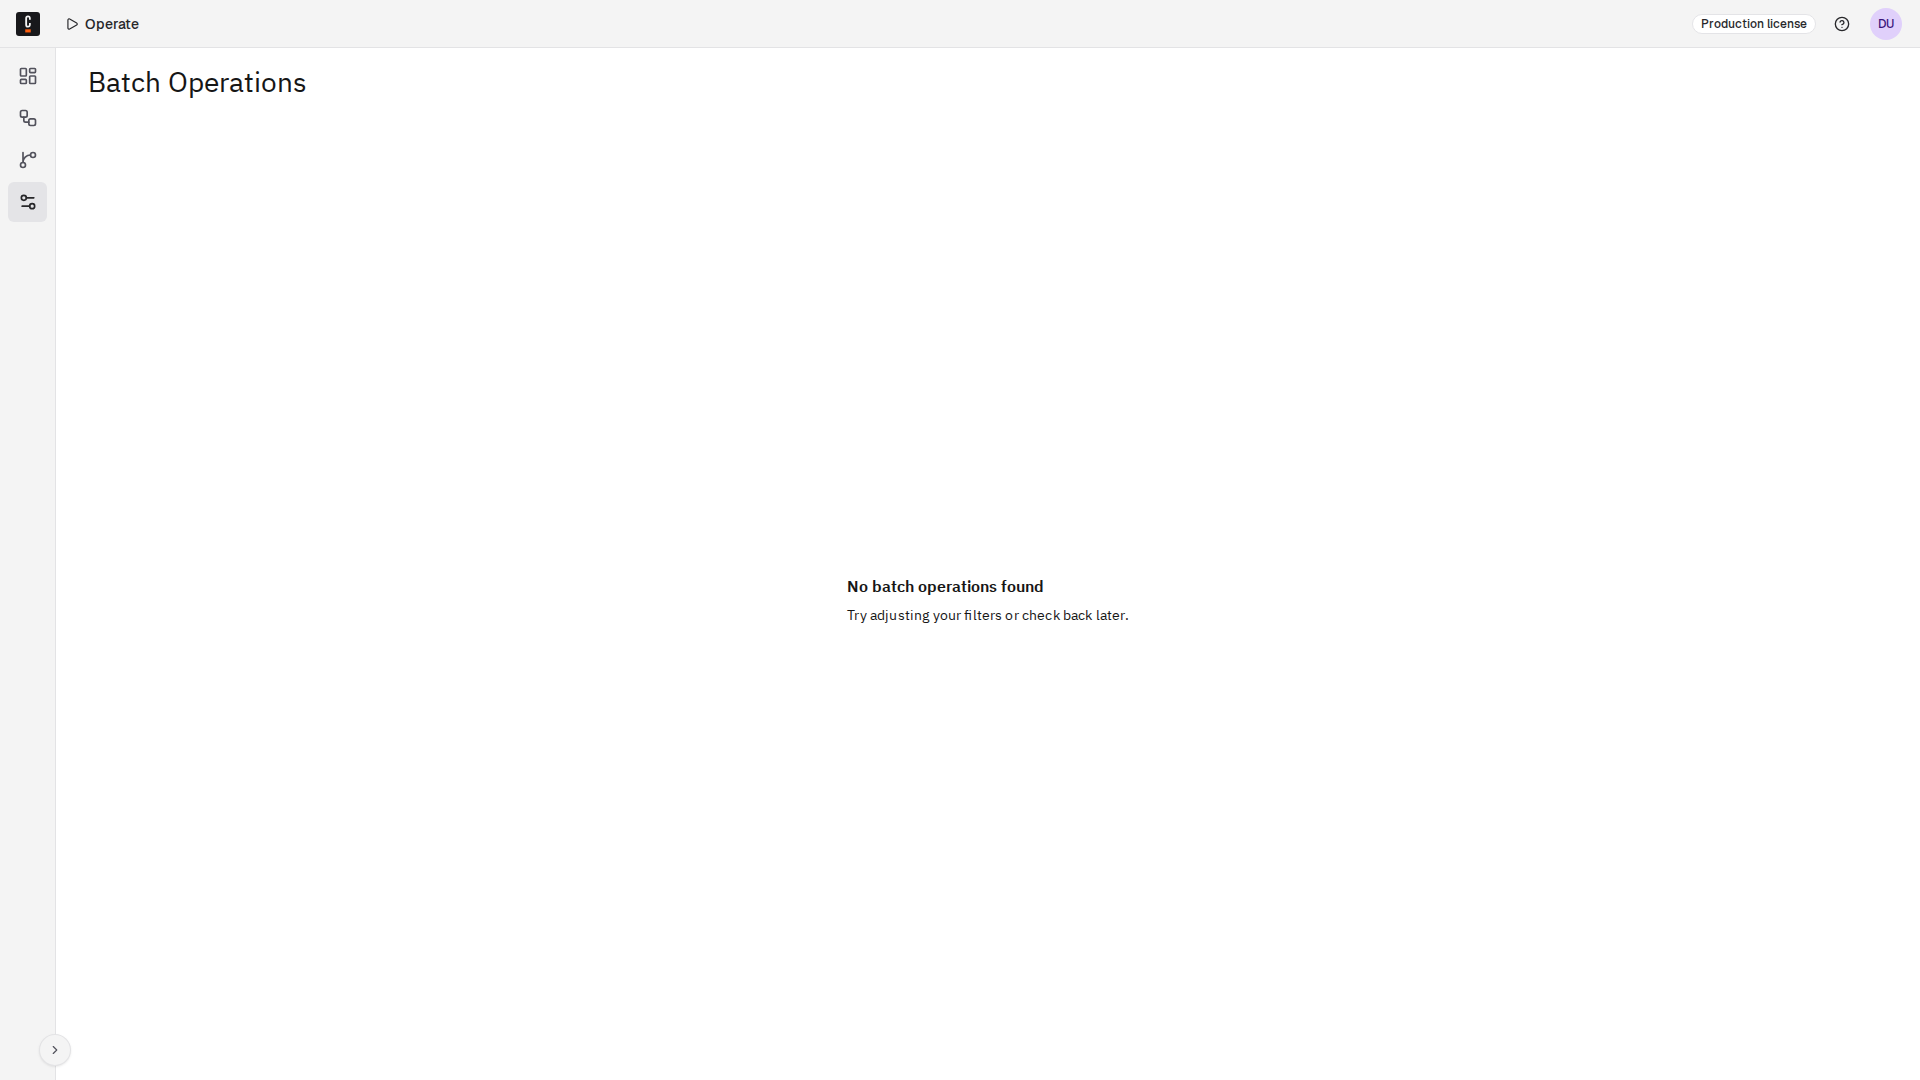 Operate
Production license
DU
Batch Operations
No batch operations found
Try adjusting your filters or check back later.